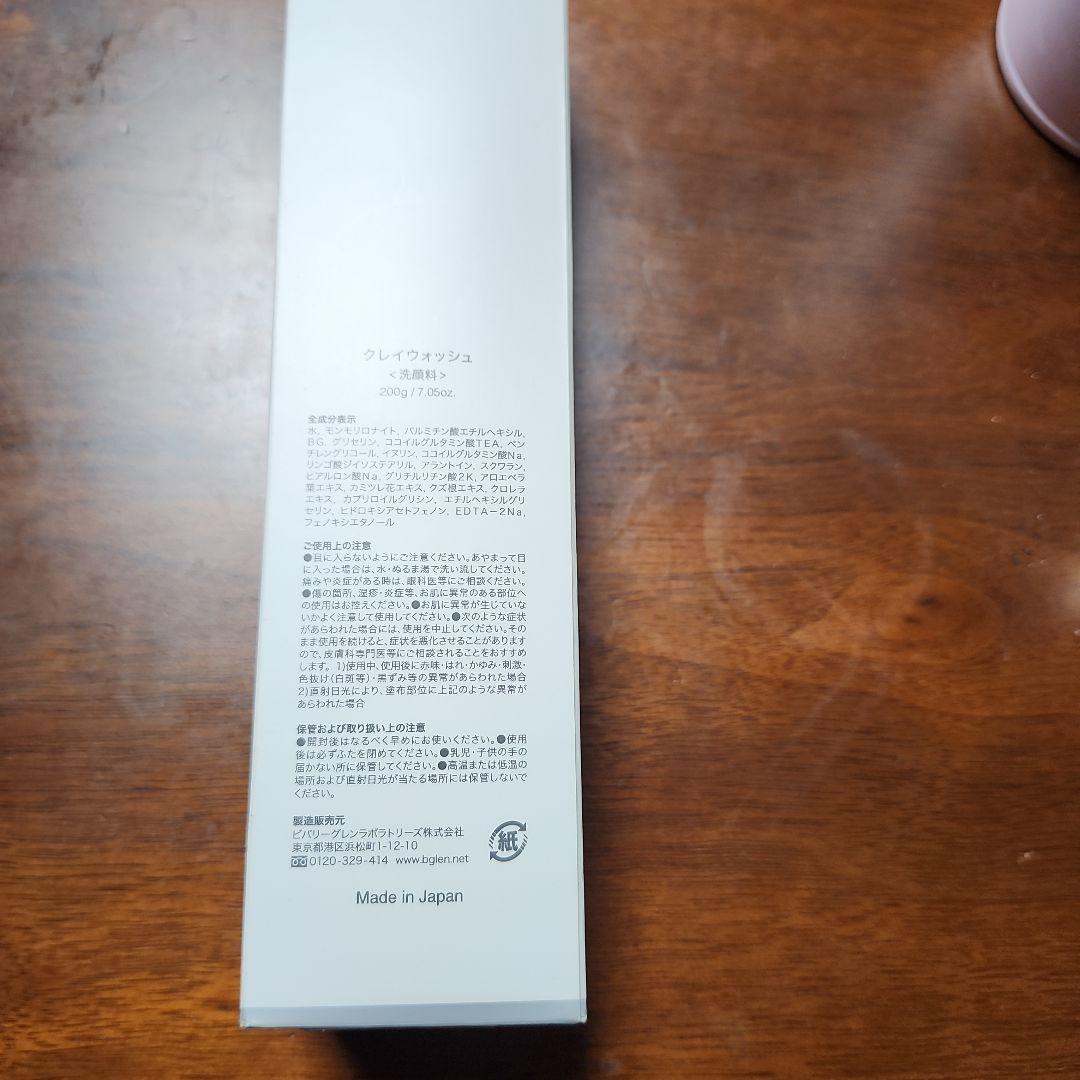 クレイウォッシュ
<洗顔料>
200g / 7.05oz.
全成分表示
水, モンモリロナイト, パルミチン酸エチルヘキシル,
BG, グリセリン, ココイルグルタミン酸TEA, ペン
チレングリコール, イヌリン, ココイルグルタミン酸Na,
リンゴ酸ジイソステアリル, アラントイン, スクワラン,
ヒアルロン酸Na, グリチルリチン酸2K, アロエベラ
葉エキス, カミツレ花エキス, クズ根エキス, クロレラ
エキス, カプリロイルグリシン, エチルヘキシルグリ
セリン, ヒドロキシアセトフェノン, EDTA-2Na,
フェノキシエタノール
ご使用上の注意
●目に入らないようにご注意ください。あやまって目
に入った場合は、水・ぬるま湯で洗い流してください。
痛みや炎症がある時は、眼科医等にご相談ください。
●傷の箇所、湿疹・炎症等、お肌に異常のある部位へ
の使用はお控えください。●お肌に異常が生じていな
いかよく注意して使用してください。●次のような症状
があらわれた場合には、使用を中止してください。その
まま使用を続けると、症状を悪化させることがあります
ので、皮膚科専門医等にご相談されることをおすすめ
します。 1)使用中、使用後に赤味・はれ・かゆみ・刺激・
色抜け(白斑等)・黒ずみ等の異常があらわれた場合
2)直射日光により、塗布部位に上記のような異常が
あらわれた場合
保管および取り扱い上の注意
●開封後はなるべく早めにお使いください。●使用
後は必ずふたを閉めてください。●乳児・子供の手の
届かない所に保管してください。●高温または低温の
場所および直射日光が当たる場所には保管しないで
ください。
製造販売元
ビバリーグレンラボラトリーズ株式会社
東京都港区浜松町1-12-10
0120-329-414 www.bglen.net
紙
Made in Japan